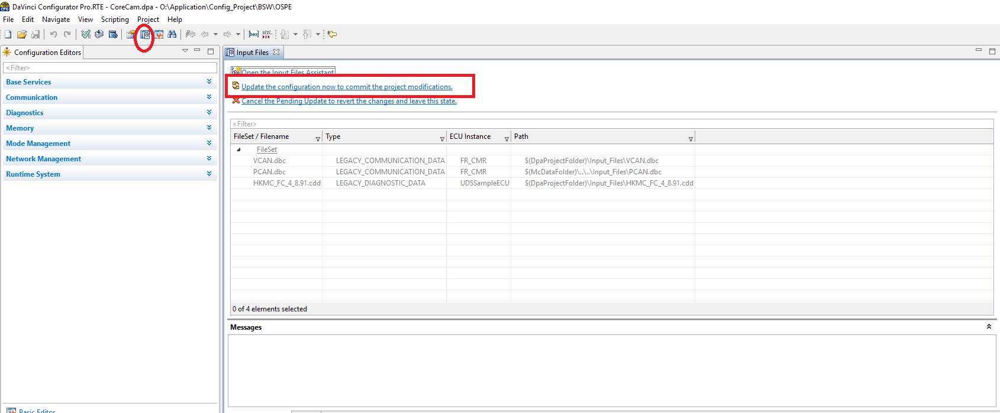 DaVinci Configurator Pro.RTE - CoreCam.dpa - O:\Application\Config_Project\BSW\OSPE
File Edit Navigate View Scripting Project Help
Configuration Editors
<Filter>
Base Services
Communication
Diagnostics
Memory
Mode Management
Network Management
Runtime System
Basic Editor
Input Files
Open the Input Files Assistant
Update the configuration now to commit the project modifications.
Cancel the Pending Update to revert the changes and leave this state.
<Filter>
FileSet / Filename Type ECU Instance Path
FileSet
VCAN.dbc LEGACY_COMMUNICATION_DATA FR_CMR $(DpaProjectFolder)\Input_Files\VCAN.dbc
PCAN.dbc LEGACY_COMMUNICATION_DATA FR_CMR $(McDataFolder)\..\..\Input_Files\PCAN.dbc
HKMC_FC_4_8.91.cdd LEGACY_DIAGNOSTIC_DATA UDSSampleECU $(DpaProjectFolder)\Input_Files\HKMC_FC_4_8.91.cdd
0 of 4 elements selected
Messages